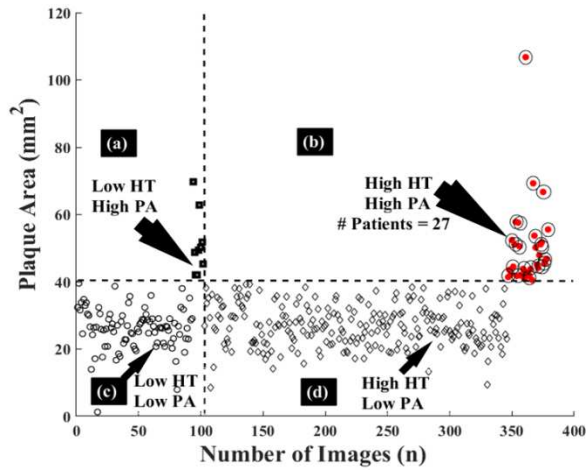 120
100
80
60
40
20
0
Plaque Area (mm²)
(a)
(b)
Low HT
High PA
High HT
High PA
# Patients = 27
(c)
Low HT
Low PA
(d)
High HT
Low PA
0 50 100 150 200 250 300 350 400
Number of Images (n)